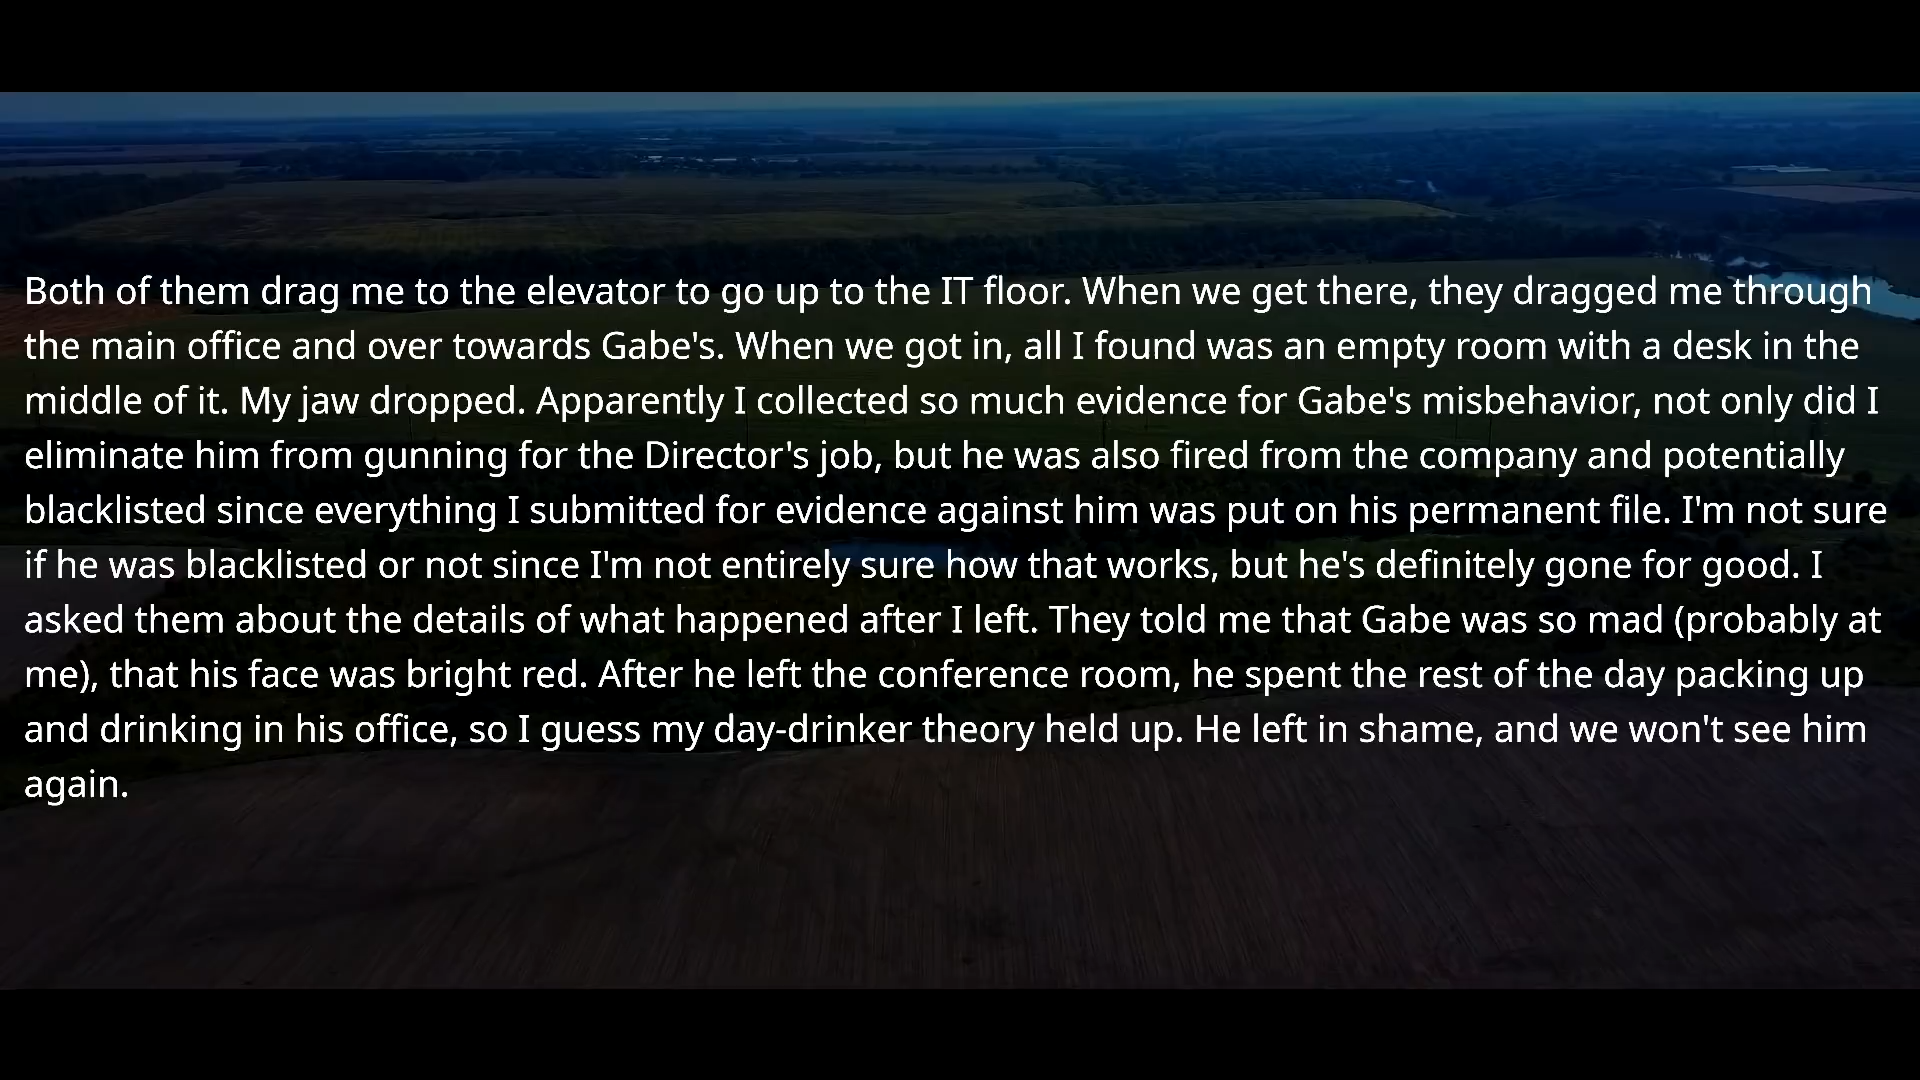 Both of them drag me to the elevator to go up to the IT floor. When we get there, they dragged me through
the main office and over towards Gabe's. When we got in, all I found was an empty room with a desk in the
middle of it. My jaw dropped. Apparently I collected so much evidence for Gabe's misbehavior, not only did I
eliminate him from gunning for the Director's job, but he was also fired from the company and potentially
blacklisted since everything I submitted for evidence against him was put on his permanent file. I'm not sure
if he was blacklisted or not since I'm not entirely sure how that works, but he's definitely gone for good. I
asked them about the details of what happened after I left. They told me that Gabe was so mad (probably at
me), that his face was bright red. After he left the conference room, he spent the rest of the day packing up
and drinking in his office, so I guess my day-drinker theory held up. He left in shame, and we won't see him
again.